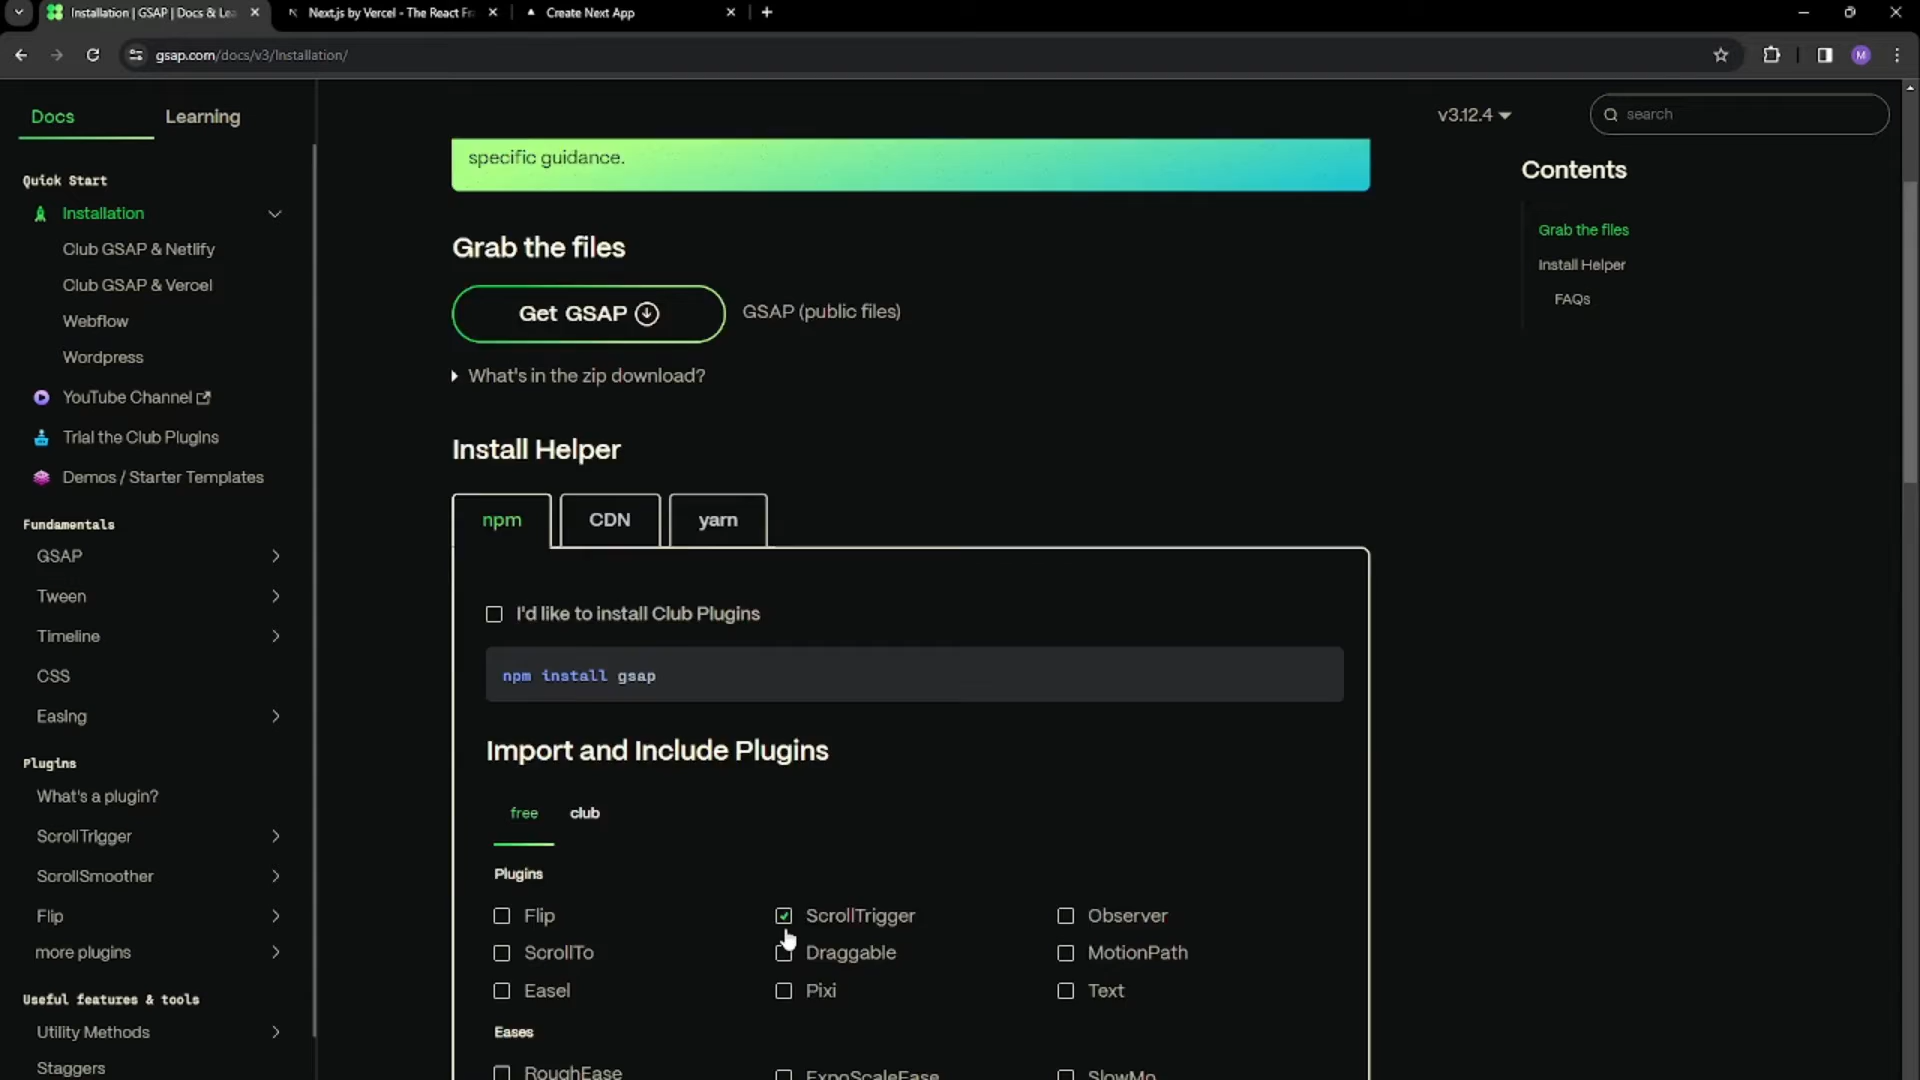 Installation | GSAP | Docs & Le
Next.js by Vercel - The React Fr
Create Next App
gsap.com/docs/v3/Installation/
M
Docs
Learning
v3.12.4
search
Quick Start
Installation
Club GSAP & Netlify
Club GSAP & Vercel
Webflow
Wordpress
YouTube Channel
Trial the Club Plugins
Demos / Starter Templates
Fundamentals
GSAP
Tween
Timeline
CSS
Easing
Plugins
What's a plugin?
ScrollTrigger
ScrollSmoother
Flip
more plugins
Useful features & tools
Utility Methods
Staggers
specific guidance.
Grab the files
Get GSAP
GSAP (public files)
What's in the zip download?
Install Helper
npm
CDN
yarn
I'd like to install Club Plugins
npm install gsap
Import and Include Plugins
free
club
Plugins
Flip
ScrollTrigger
Observer
ScrollTo
Draggable
MotionPath
Easel
Pixi
Text
Eases
RoughEase
ExpoScaleEase
SlowMo
Contents
Grab the files
Install Helper
FAQs